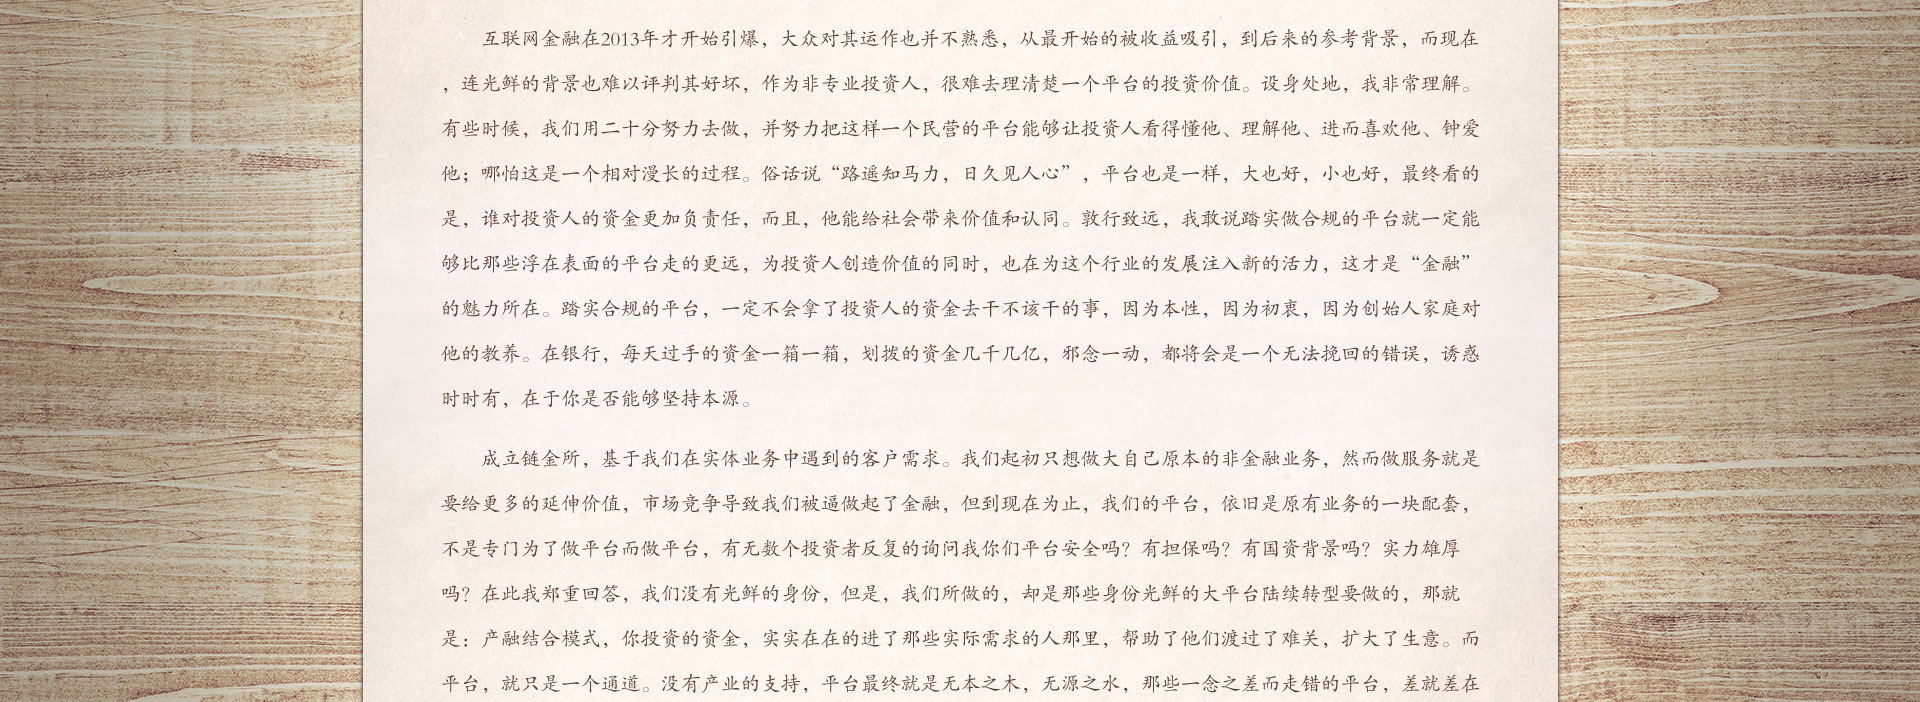 互联网金融在2013年才开始引爆，大众对其运作也并不熟悉，从最开始的被收益吸引，到后来的参考背景，而现在
，连光鲜的背景也难以评判其好坏，作为非专业投资人，很难去理清楚一个平台的投资价值。设身处地，我非常理解。
有些时候，我们用二十分努力去做，并努力把这样一个民营的平台能够让投资人看得懂他、理解他、进而喜欢他、钟爱
他；哪怕这是一个相对漫长的过程。俗话说“路遥知马力，日久见人心”，平台也是一样，大也好，小也好，最终看的
是，谁对投资人的资金更加负责任，而且，他能给社会带来价值和认同。敦行致远，我敢说踏实做合规的平台就一定能
够比那些浮在表面的平台走的更远，为投资人创造价值的同时，也在为这个行业的发展注入新的活力，这才是“金融”
的魅力所在。踏实合规的平台，一定不会拿了投资人的资金去干不该干的事，因为本性，因为初衷，因为创始人家庭对
他的教养。在银行，每天过手的资金一箱一箱，划拨的资金几千几亿，邪念一动，都将会是一个无法挽回的错误，诱惑
时时有，在于你是否能够坚持本源。
成立链金所，基于我们在实体业务中遇到的客户需求。我们起初只想做大自己原本的非金融业务，然而做服务就是
要给更多的延伸价值，市场竞争导致我们被逼做起了金融，但到现在为止，我们的平台，依旧是原有业务的一块配套，
不是专门为了做平台而做平台，有无数个投资者反复的询问我你们平台安全吗？有担保吗？有国资背景吗？实力雄厚
吗？在此我郑重回答，我们没有光鲜的身份，但是，我们所做的，却是那些身份光鲜的大平台陆续转型要做的，那就
是：产融结合模式，你投资的资金，实实在在的进了那些实际需求的人那里，帮助了他们渡过了难关，扩大了生意。而
平台，就只是一个通道。没有产业的支持，平台最终就是无本之木，无源之水，那些一念之差而走错的平台，差就差在